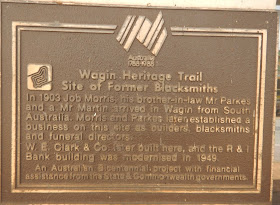 Australia
1788-1988
Wagin Heritage Trail
Site of Former Blacksmiths
In 1903 Job Morris, his brother-in-law Mr Parkes
and a Mr Martin arrived in Wagin from South
Australia. Morris and Parkes later established a
business on this site as builders, blacksmiths
and funeral directors.
W. E. Clark & Co. later built here, and the R & I
Bank building was modernised in 1949.
An Australian Bicentennial project with financial
assistance from the State & Commonwealth governments.